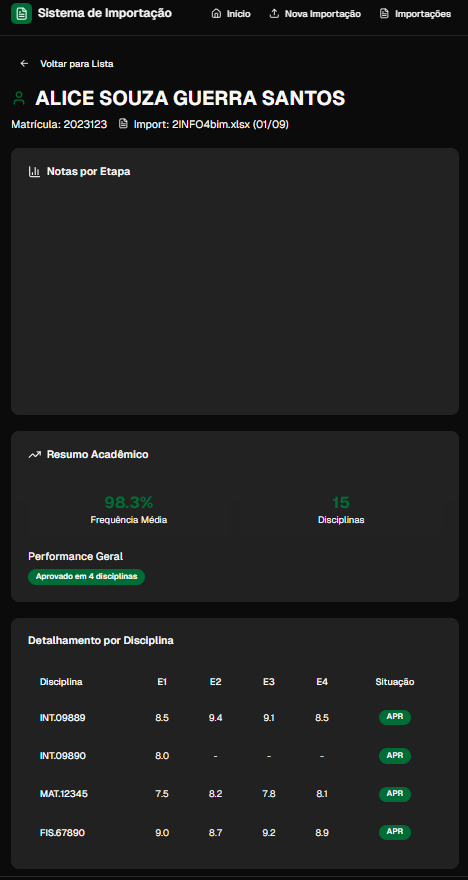 Sistema de Importação Início Nova Importação Importações
Voltar para Lista
ALICE SOUZA GUERRA SANTOS
Matrícula: 2023123 Import: 2INFO4bim.xlsx (01/09)
Notas por Etapa
Resumo Acadêmico
98.3% 15
Frequência Média Disciplinas
Performance Geral
Aprovado em 4 disciplinas
Detalhamento por Disciplina
Disciplina E1 E2 E3 E4 Situação
INT.09889 8.5 9.4 9.1 8.5 APR
INT.09890 8.0 - - - APR
MAT.12345 7.5 8.2 7.8 8.1 APR
FIS.67890 9.0 8.7 9.2 8.9 APR